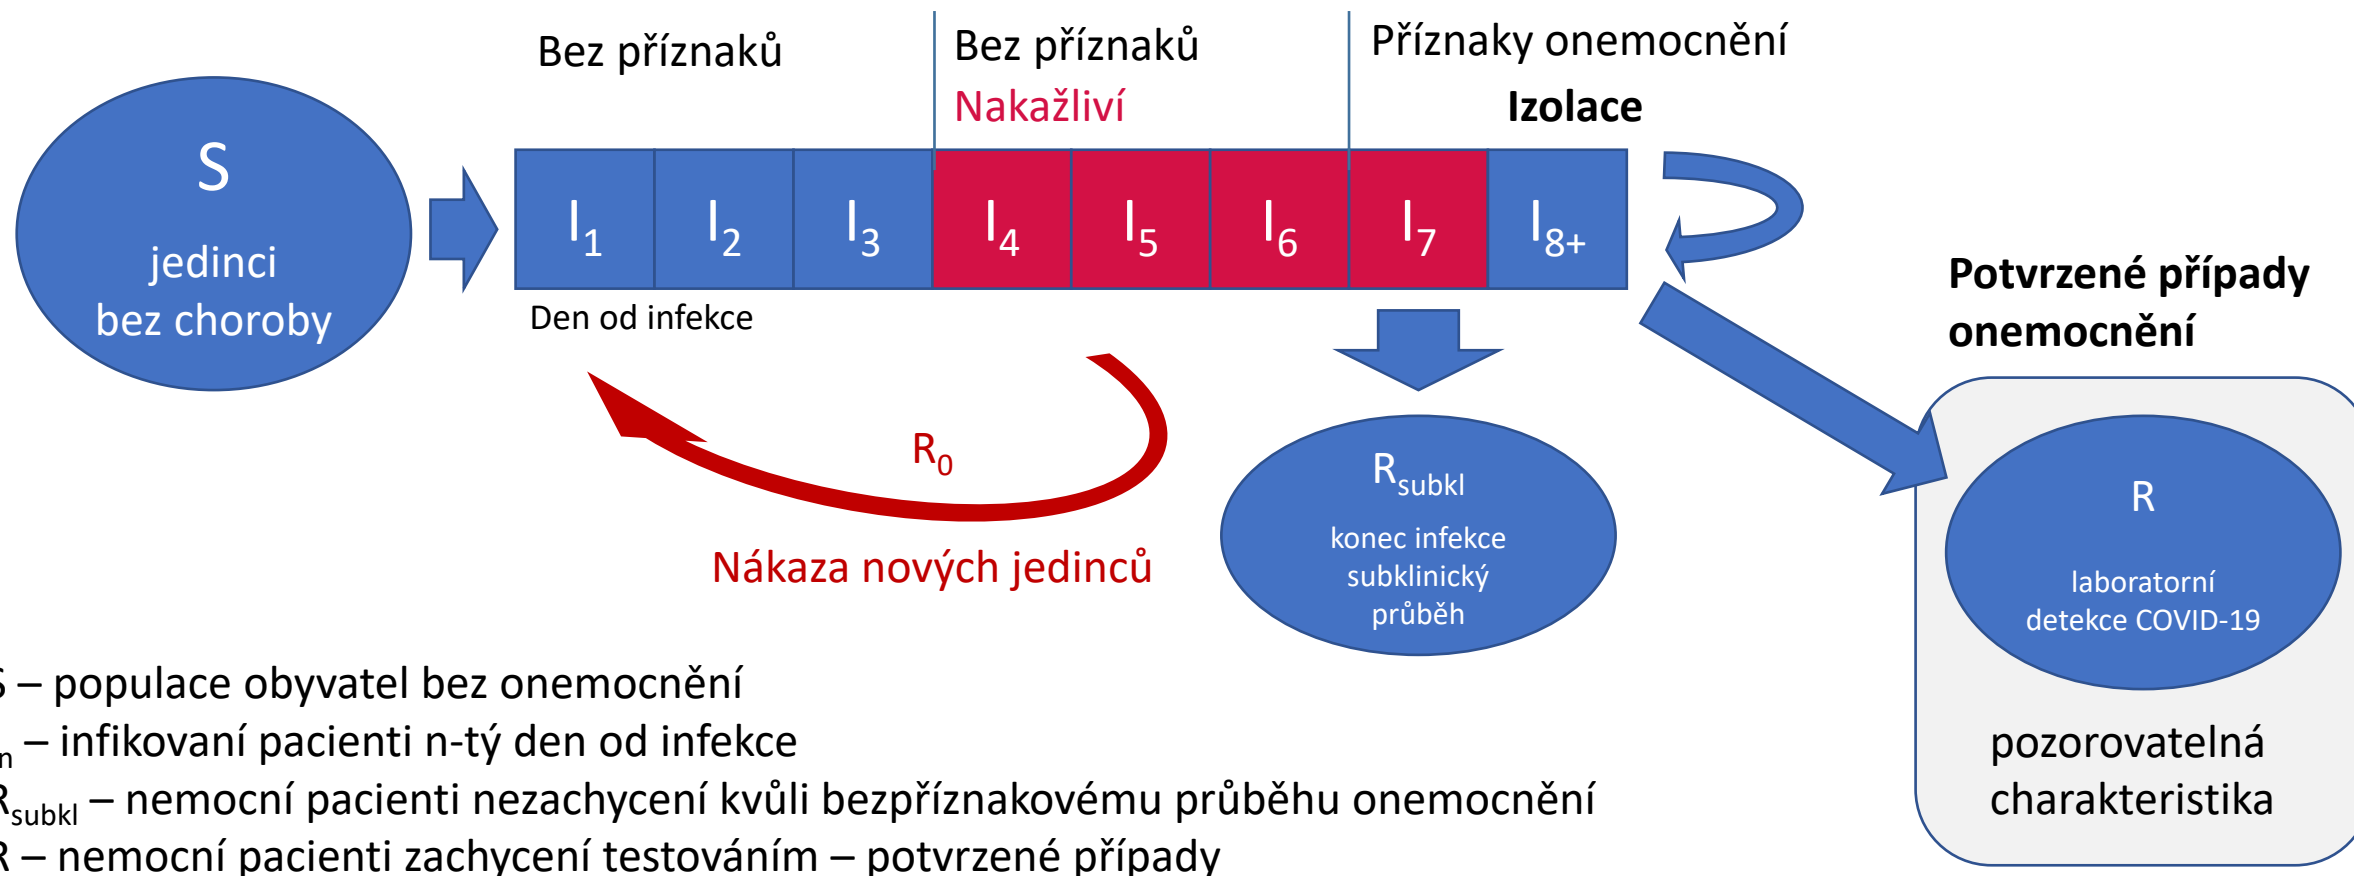 Bez příznaků
Bez příznaků
Nakažliví
Příznaky onemocnění
Izolace
S
jedinci
bez choroby
I1
I2
I3
I4
I5
I6
I7
I8+
Den od infekce
R0
Nákaza nových jedinců
Rsubkl
konec infekce
subklinický
průběh
Potvrzené případy
onemocnění
R
laboratorní
detekce COVID-19
pozorovatelná
charakteristika
S – populace obyvatel bez onemocnění
n – infikovaní pacienti n-tý den od infekce
Rsubkl – nemocní pacienti nezachycení kvůli bezpříznakovému průběhu onemocnění
R – nemocní pacienti zachycení testováním – potvrzené případy